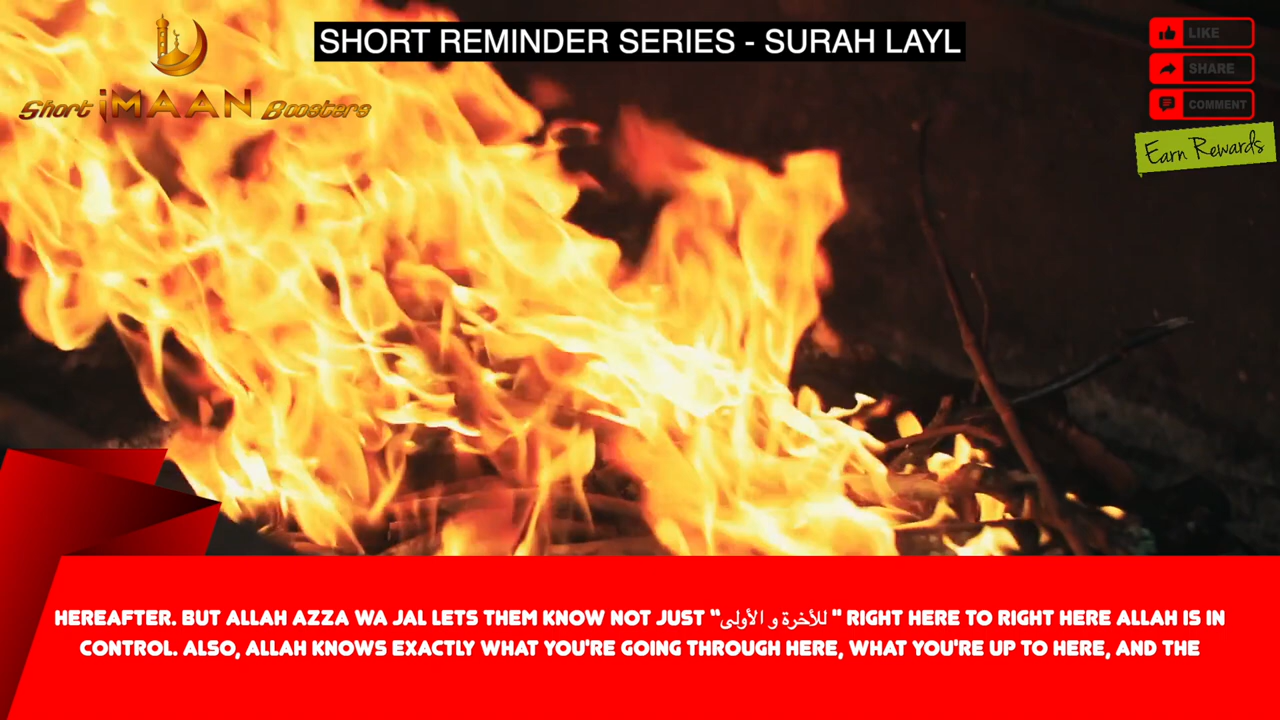 SHORT REMINDER SERIES - SURAH LAYL
Short iMAAN Boosters
LIKE
SHARE
COMMENT
Earn Rewards
HEREAFTER. BUT ALLAH AZZA WA JAL LETS THEM KNOW NOT JUST "للأخرة و الأولى" RIGHT HERE TO RIGHT HERE ALLAH IS IN
CONTROL. ALSO, ALLAH KNOWS EXACTLY WHAT YOU'RE GOING THROUGH HERE, WHAT YOU'RE UP TO HERE, AND THE